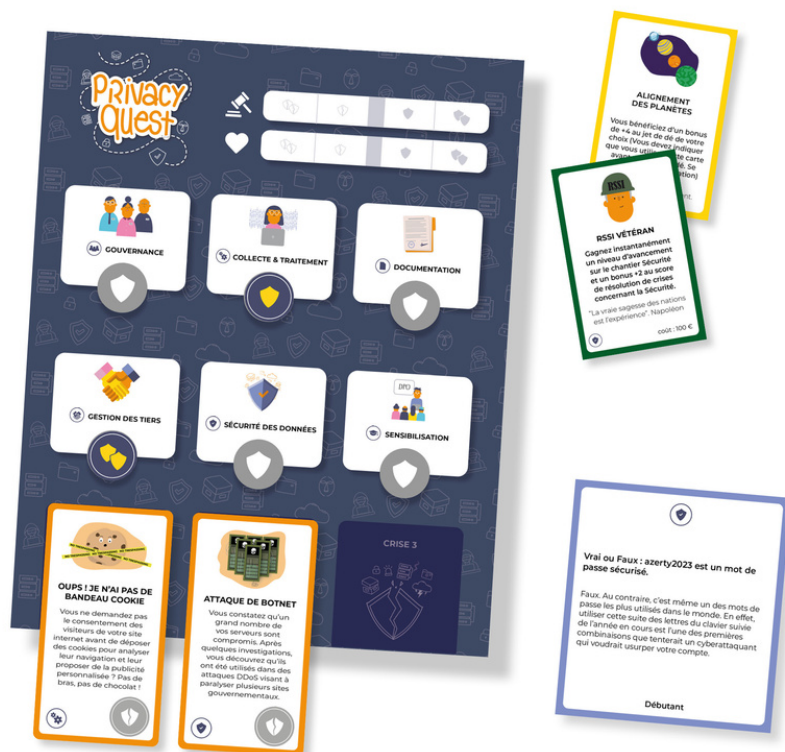 Privacy
Quest
GOUVERNANCE
COLLECTE & TRAITEMENT
DOCUMENTATION
GESTION DES TIERS
SÉCURITÉ DES DONNÉES
DPO
SENSIBILISATION
OUPS ! JE N'AI PAS DE
BANDEAU COOKIE
Vous ne demandez pas
le consentement des
visiteurs de votre site
internet avant de déposer
des cookies pour analyser
leur navigation et leur
proposer de la publicité
personnalisée ? Pas de
bras, pas de chocolat !
ATTAQUE DE BOTNET
Vous constatez qu'un
grand nombre de
vos serveurs sont
compromis. Après
quelques investigations,
vous découvrez qu'ils
ont été utilisés dans des
attaques DDoS visant à
paralyser plusieurs sites
gouvernementaux.
CRISE 3
ALIGNEMENT
DES PLANÈTES
Vous bénéficiez d'un bonus
de +4 au jet de dé de votre
choix (Vous devez indiquer
que vous
carte
RSSI
RSSI VÉTÉRAN
Gagnez instantanément
un niveau d'avancement
sur le chantier Sécurité
et un bonus +2 au score
de résolution de crises
concernant la Sécurité.
"La vraie sagesse des nations
est l'expérience". Napoléon
coût : 100 €
Vrai ou Faux : azerty2023 est un mot de
passe sécurisé.
Faux. Au contraire, c'est même un des mots de
passe les plus utilisés dans le monde. En effet,
utiliser cette suite des lettres du clavier suivie
de l'année en cours est l'une des premières
combinaisons que tenterait un cyberattaquant
qui voudrait usurper votre compte.
Débutant